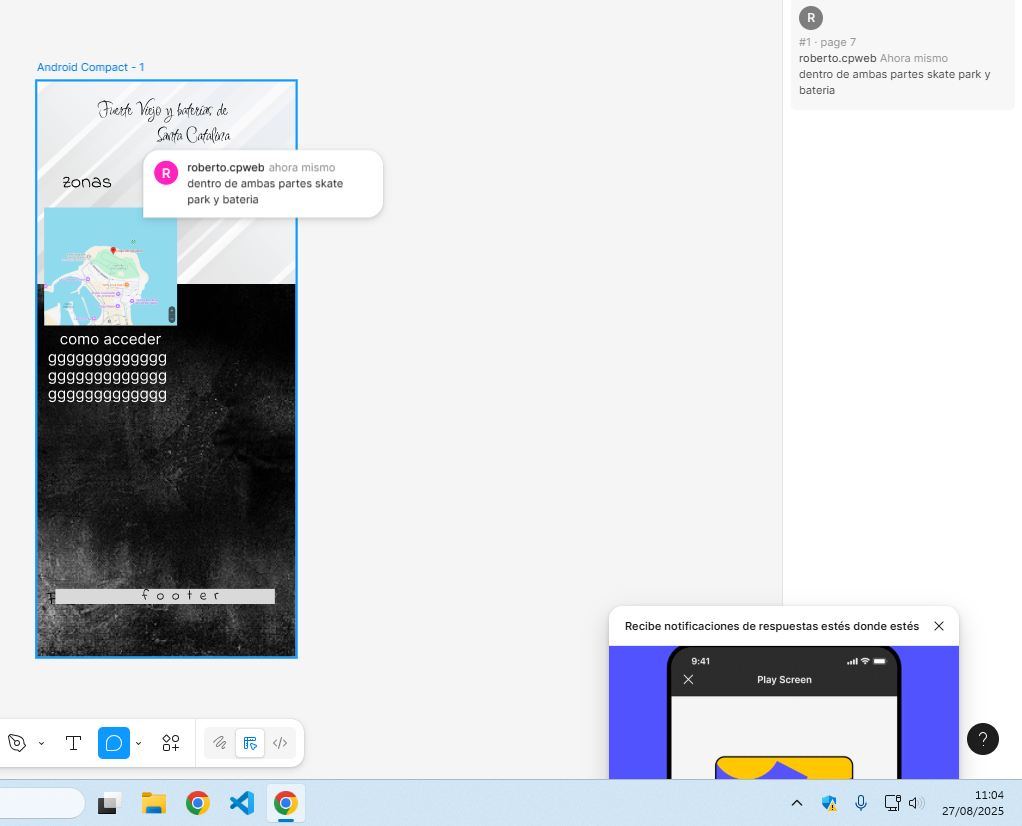 R
#1 · page 7
roberto.cpweb Ahora mismo
dentro de ambas partes skate park y
bateria
Android Compact - 1
Fuerte Viejo y baterias de
Santa Catalina
zonas
R
roberto.cpweb ahora mismo
dentro de ambas partes skate
park y bateria
como acceder
ggggggggggggg
ggggggggggggg
ggggggggggggg
footer
Recibe notificaciones de respuestas estés donde estés
9:41
Play Screen
T
?
11:04
27/08/2025